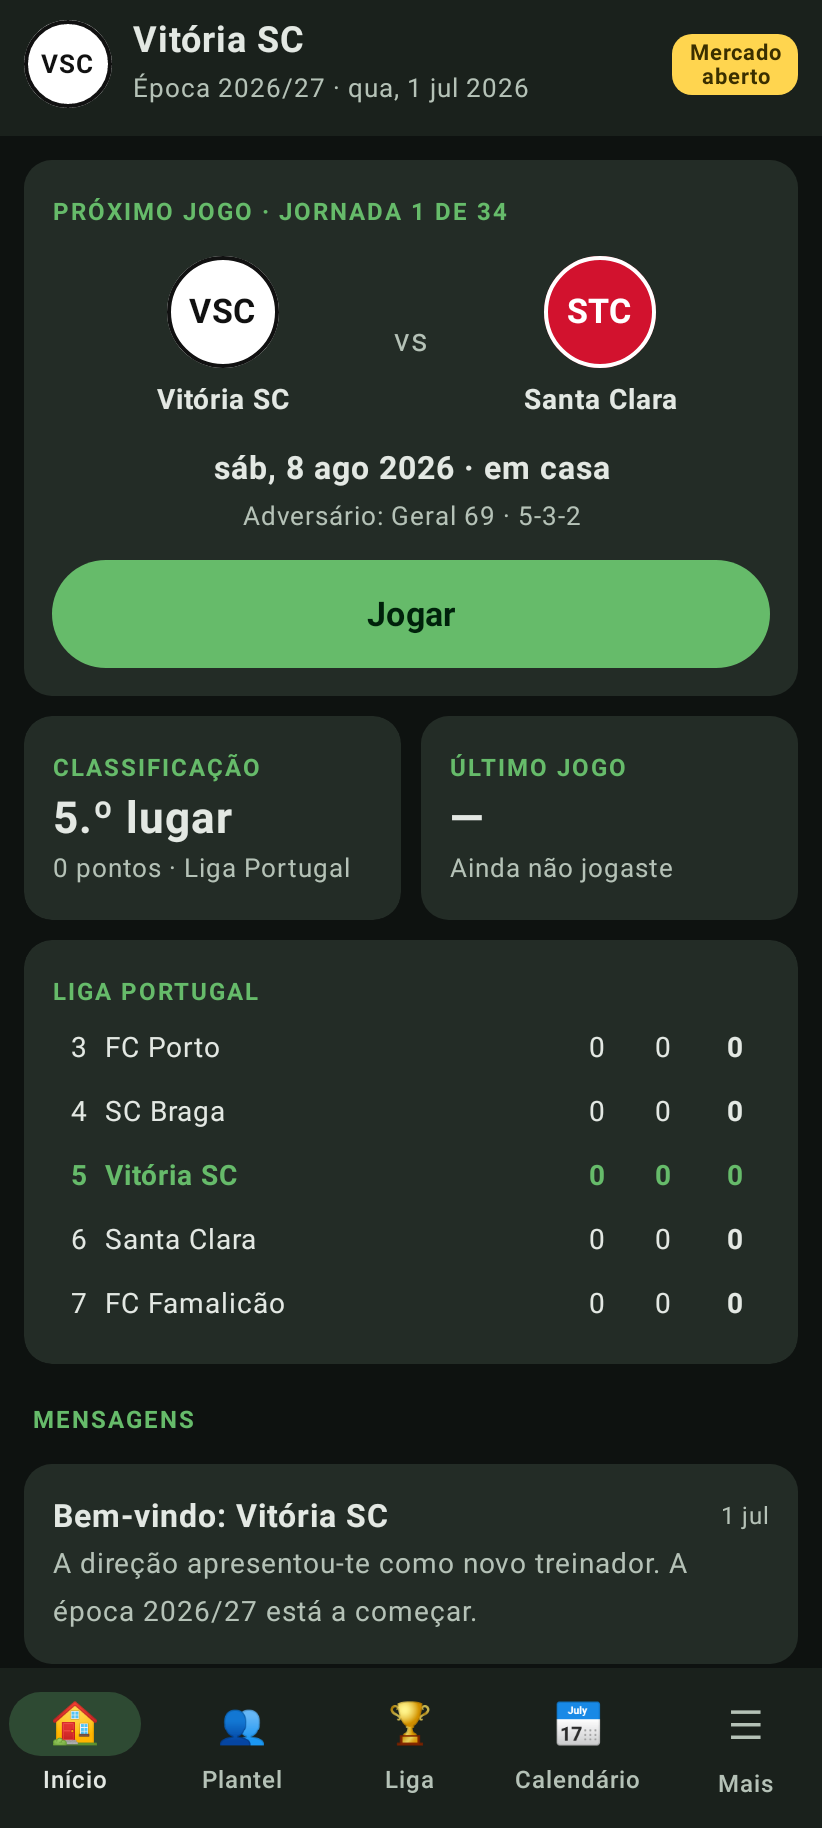 VSC
Vitória SC
Época 2026/27 · qua, 1 jul 2026
Mercado
aberto
PRÓXIMO JOGO · JORNADA 1 DE 34
VSC
vs
STC
Vitória SC
Santa Clara
sáb, 8 ago 2026 · em casa
Adversário: Geral 69 · 5-3-2
Jogar
CLASSIFICAÇÃO
5.º lugar
0 pontos · Liga Portugal
ÚLTIMO JOGO
—
Ainda não jogaste
LIGA PORTUGAL
3 FC Porto 0 0 0
4 SC Braga 0 0 0
5 Vitória SC 0 0 0
6 Santa Clara 0 0 0
7 FC Famalicão 0 0 0
MENSAGENS
Bem-vindo: Vitória SC 1 jul
A direção apresentou-te como novo treinador. A
época 2026/27 está a começar.
July
17
Início
Plantel
Liga
Calendário
Mais